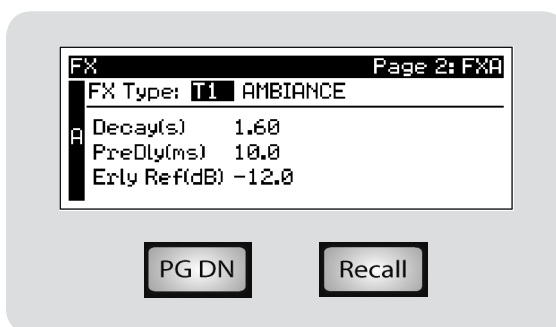 FX Page 2: FXA
FX Type: T1 AMBIANCE
A
Decay(s) 1.60
PreDly(ms) 10.0
Erly Ref(dB) -12.0
PG DN Recall